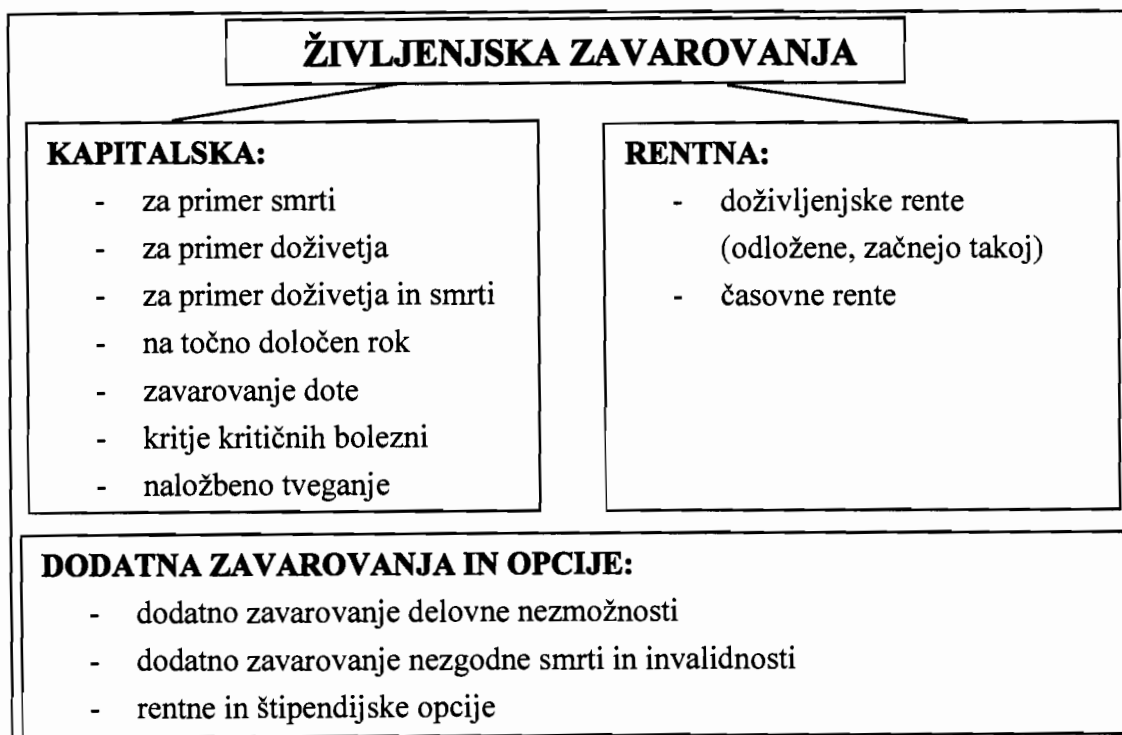 ŽIVLJENJSKA ZAVAROVANJA
KAPITALSKA:
- za primer smrti
- za primer doživetja
- za primer doživetja in smrti
- na točno določen rok
- zavarovanje dote
- kritje kritičnih bolezni
- naložbeno tveganje
RENTNA:
- doživljenjske rente
(odložene, začnejo takoj)
- časovne rente
DODATNA ZAVAROVANJA IN OPCIJE:
- dodatno zavarovanje delovne nezmožnosti
- dodatno zavarovanje nezgodne smrti in invalidnosti
- rentne in štipendijske opcije